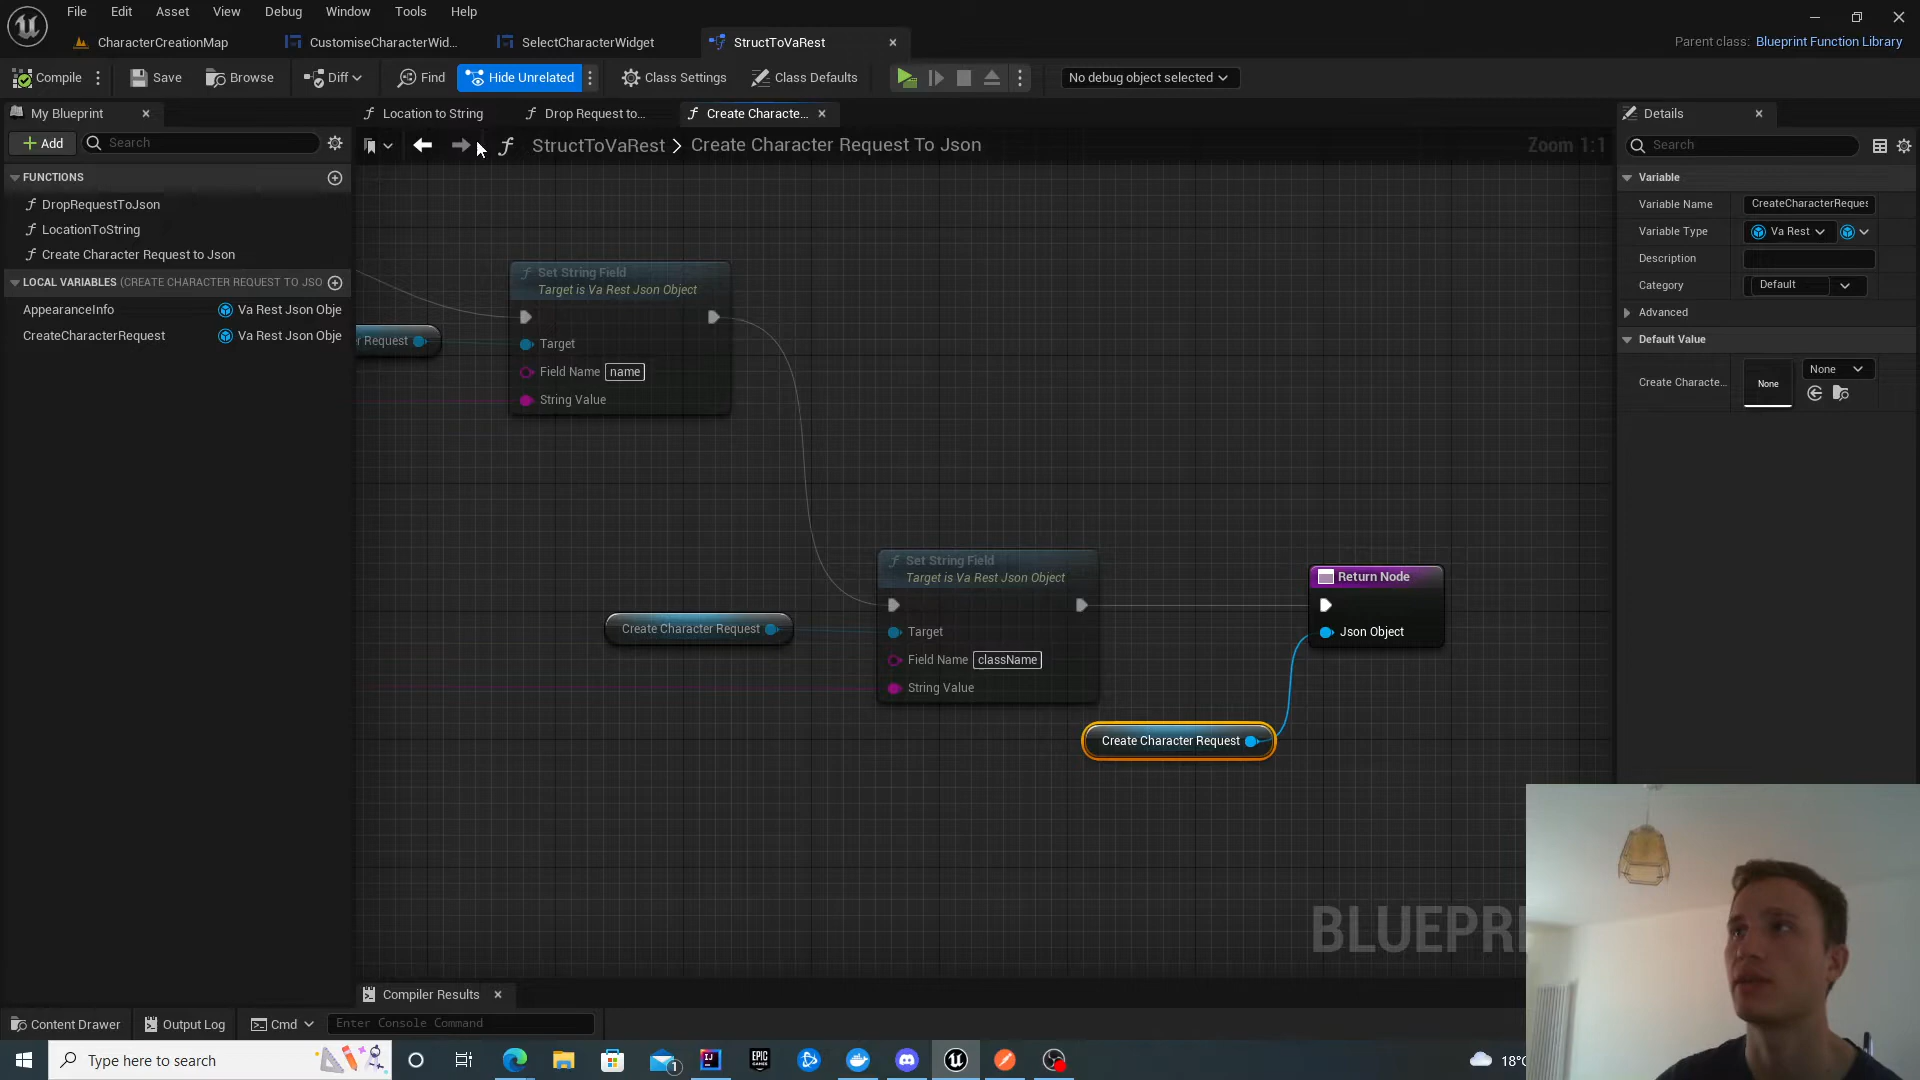 File Edit Asset View Debug Window Tools Help
CharacterCreationMap CustomiseCharacterWid... SelectCharacterWidget StructToVaRest
Parent class: Blueprint Function Library
Compile Save Browse Diff Find Hide Unrelated Class Settings Class Defaults No debug object selected
My Blueprint
Location to String Drop Request to... Create Characte...
Details
Add Search
StructToVaRest > Create Character Request To Json
Zoom 1:1
Search
FUNCTIONS
DropRequestToJson
LocationToString
Create Character Request to Json
LOCAL VARIABLES (CREATE CHARACTER REQUEST TO JSO
AppearanceInfo Va Rest Json Obje
CreateCharacterRequest Va Rest Json Obje
r Request
Set String Field
Target is Va Rest Json Object
Target
Field Name name
String Value
Create Character Request
Set String Field
Target is Va Rest Json Object
Target
Field Name className
String Value
Return Node
Json Object
Create Character Request
BLUEPRI
Variable
Variable Name CreateCharacterReques
Variable Type Va Rest
Description
Category Default
Advanced
Default Value
Create Characte... None None
Compiler Results
Content Drawer Output Log Cmd Enter Console Command
Type here to search
EPIC GAMES
1
18°C